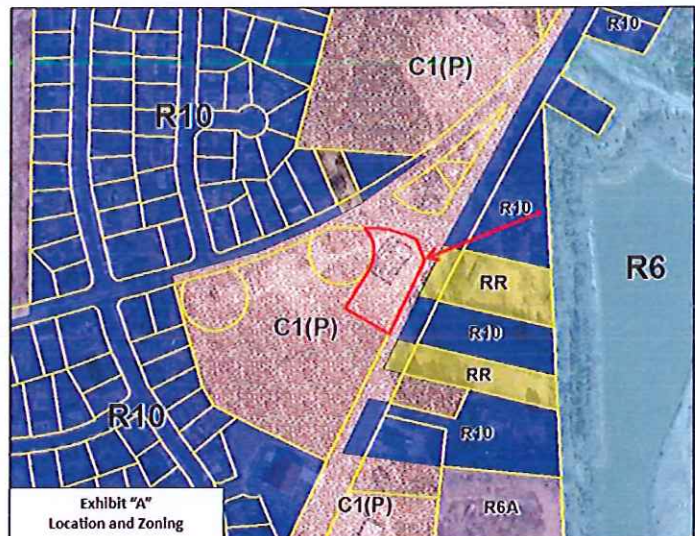 R10
C1(P)
R10
R10
R6
RR
C1(P)
R10
RR
R10
R10
C1(P)
R6A
Exhibit "A"
Location and Zoning